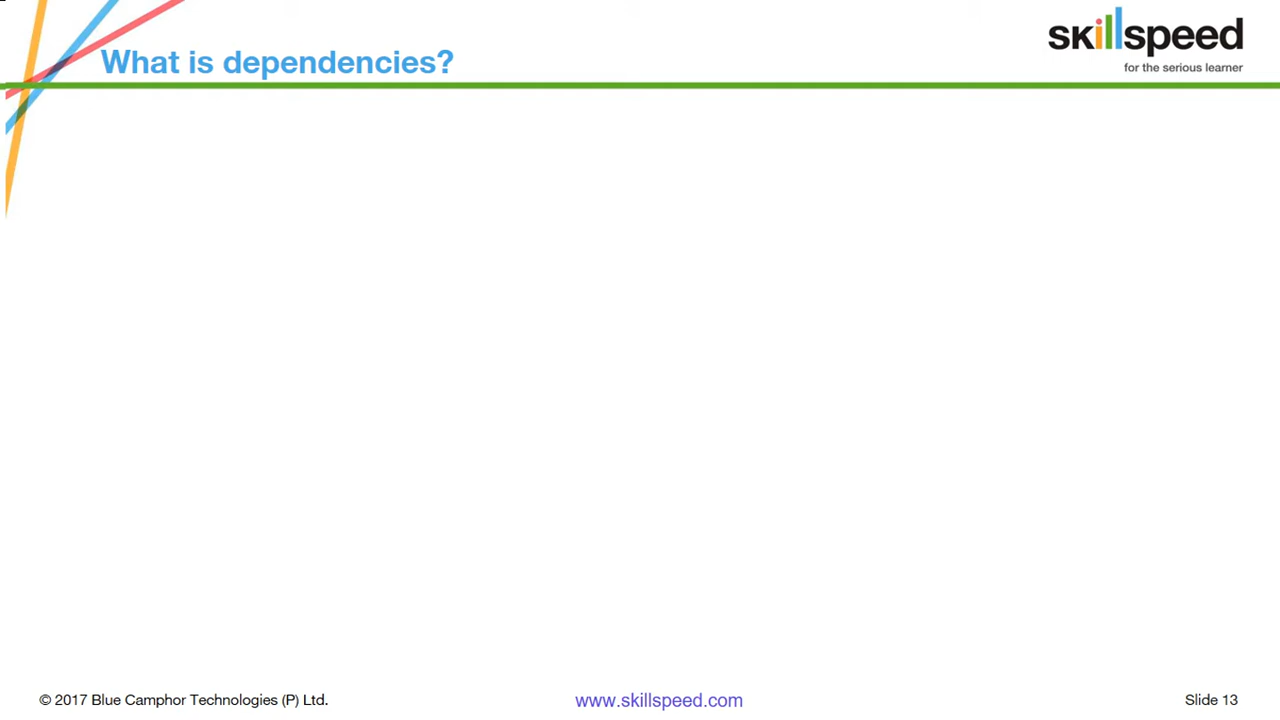 What is dependencies?
skillspeed
for the serious learner
© 2017 Blue Camphor Technologies (P) Ltd.
www.skillspeed.com
Slide 13